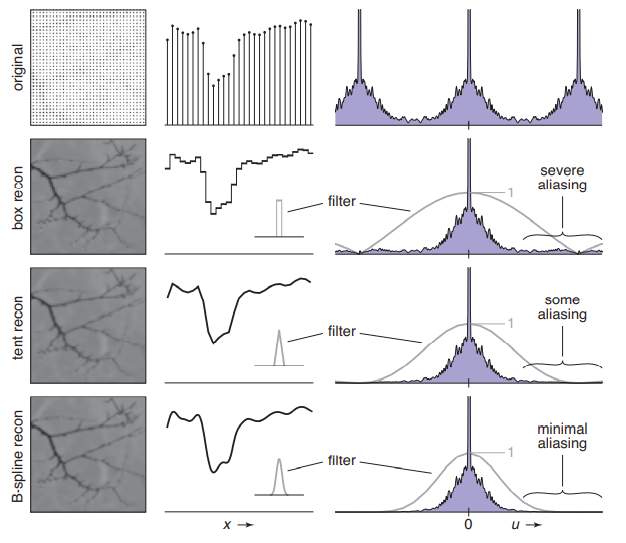 original
box recon
filter
1
severe
aliasing
tent recon
filter
1
some
aliasing
B-spline recon
filter
1
minimal
aliasing
x →
0
u →